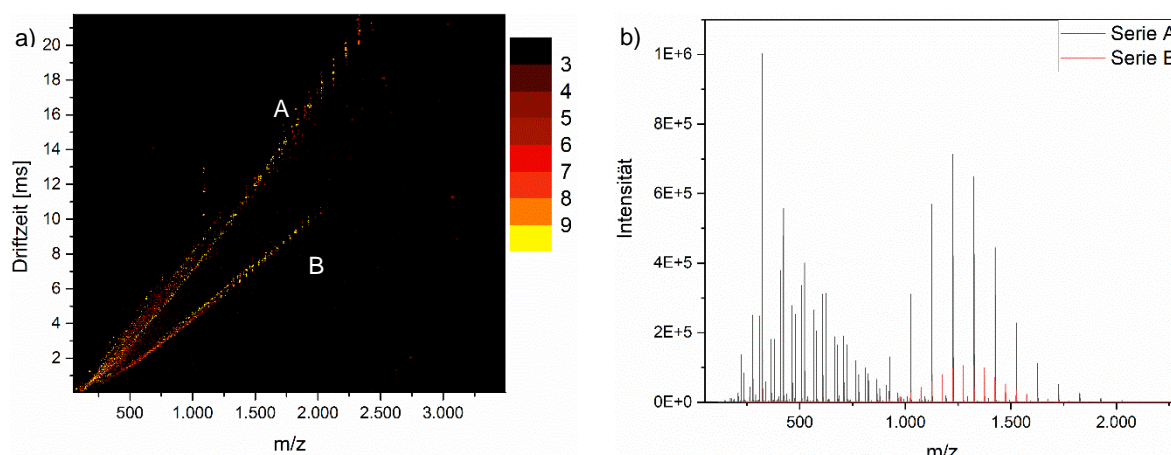 a)
Driftzeit [ms]
20
18
16
14
12
10
8
6
4
2
500
1.000
1.500
2.000
2.500
3.000
m/z
A
B
3
4
5
6
7
8
9
b)
Intensität
1E+6
8E+5
6E+5
4E+5
2E+5
0E+0
500
1.000
1.500
2.000
m/z
Serie A
Serie B